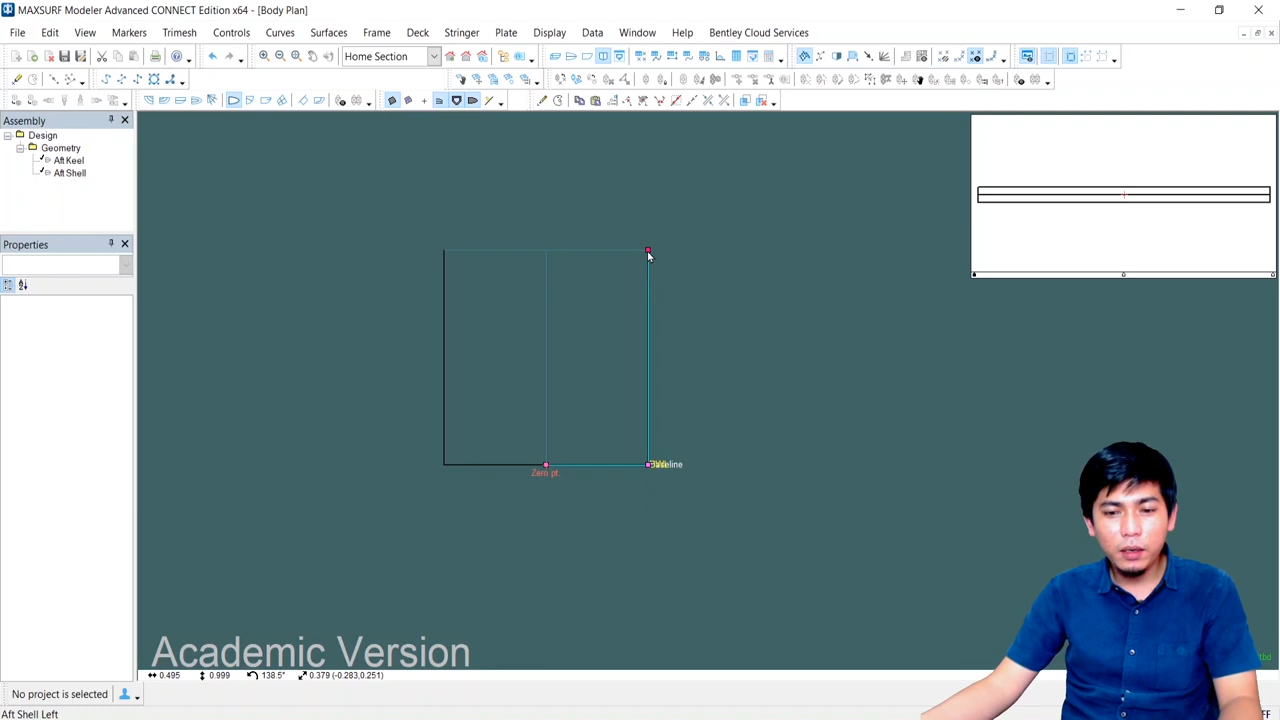 MAXSURF Modeler Advanced CONNECT Edition x64 - [Body Plan]
File Edit View Markers Trimesh Controls Curves Surfaces Frame Deck Stringer Plate Display Data Window Help Bentley Cloud Services
Home Section
Assembly
Design
Geometry
Aft Keel
Aft Shell
Properties
Zero pt.
Baseline
Academic Version
0.495 0.999 138.5° 0.379 (-0.283,0.251)
No project is selected
Aft Shell Left